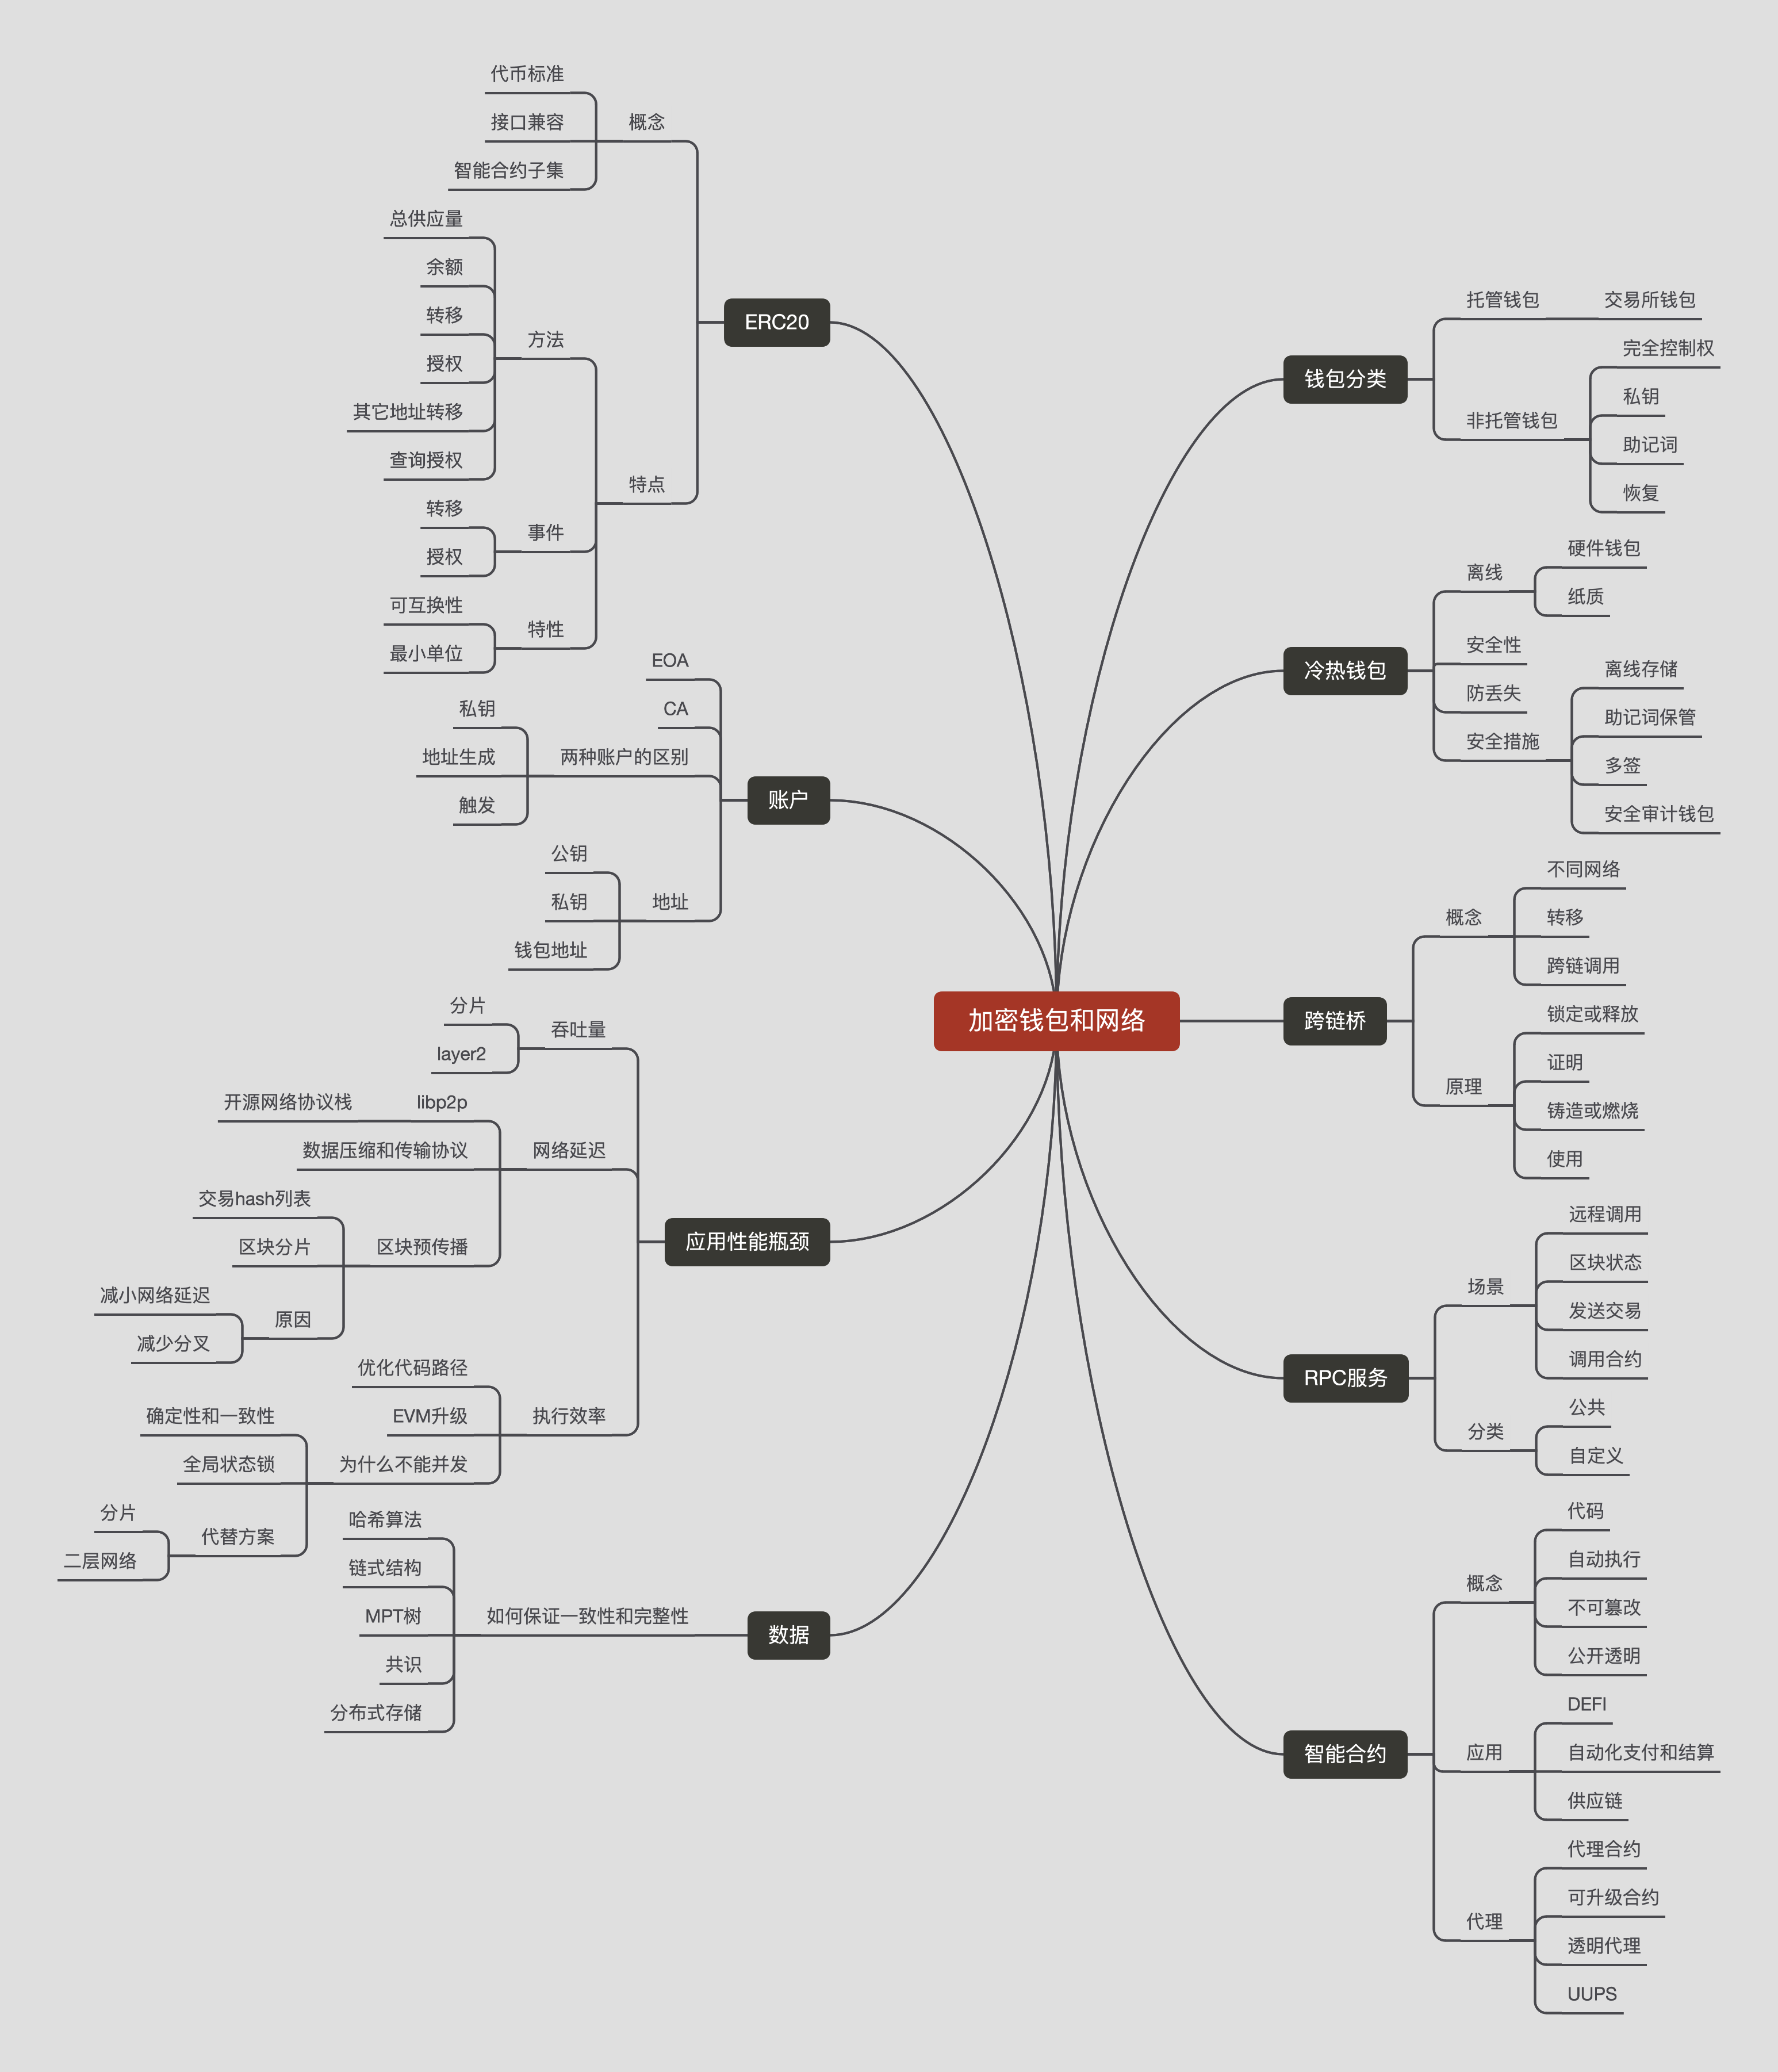 加密钱包和网络
钱包分类
托管钱包
交易所钱包
非托管钱包
完全控制权
私钥
助记词
恢复
冷热钱包
离线
硬件钱包
纸质
安全性
防丢失
安全措施
离线存储
助记词保管
多签
安全审计钱包
跨链桥
概念
不同网络
转移
跨链调用
原理
锁定或释放
证明
铸造或燃烧
使用
RPC服务
场景
远程调用
区块状态
发送交易
调用合约
分类
公共
自定义
智能合约
概念
代码
自动执行
不可篡改
公开透明
应用
DEFI
自动化支付和结算
供应链
代理
代理合约
可升级合约
透明代理
UUPS
ERC20
概念
代币标准
接口兼容
智能合约子集
特点
方法
总供应量
余额
转移
授权
其它地址转移
查询授权
事件
转移
授权
特性
可互换性
最小单位
账户
EOA
CA
两种账户的区别
私钥
地址生成
触发
地址
公钥
私钥
钱包地址
应用性能瓶颈
吞吐量
分片
layer2
网络延迟
libp2p
开源网络协议栈
数据压缩和传输协议
区块预传播
交易hash列表
区块分片
原因
减小网络延迟
减少分叉
执行效率
优化代码路径
EVM升级
为什么不能并发
确定性和一致性
全局状态锁
代替方案
分片
二层网络
数据
如何保证一致性和完整性
哈希算法
链式结构
MPT树
共识
分布式存储